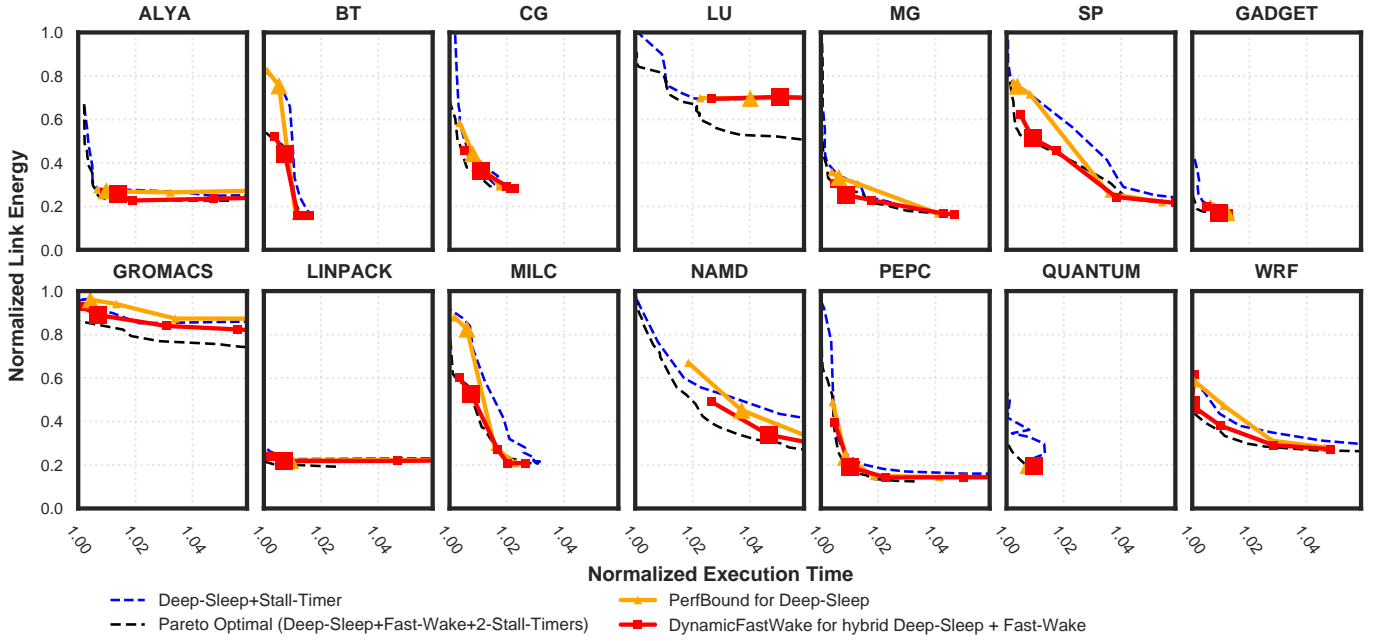 ALYA BT CG LU MG SP GADGET
1.0
0.8
0.6
0.4
0.2
0.0
Normalized Link Energy
GROMACS LINPACK MILC NAMD PEPC QUANTUM WRF
1.0
0.8
0.6
0.4
0.2
0.0
1.00 1.02 1.04 1.00 1.02 1.04 1.00 1.02 1.04 1.00 1.02 1.04 1.00 1.02 1.04 1.00 1.02 1.04 1.00 1.02 1.04
Normalized Execution Time
Deep-Sleep+Stall-Timer
Pareto Optimal (Deep-Sleep+Fast-Wake+2-Stall-Timers)
PerfBound for Deep-Sleep
DynamicFastWake for hybrid Deep-Sleep + Fast-Wake